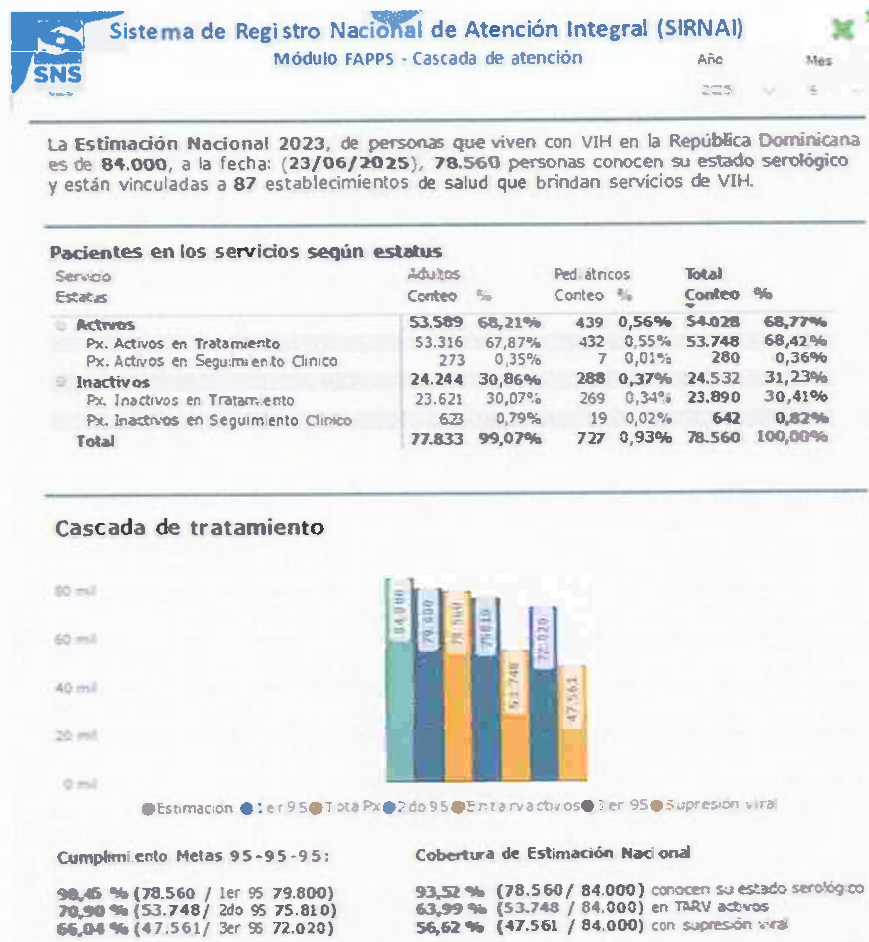 Sistema de Registro Nacional de Atención Integral (SIRNAI)
Módulo FAPPS - Cascada de atención
Año
Mes
2025
SNS
La Estimación Nacional 2023, de personas que viven con VIH en la República Dominicana
es de 84.000, a la fecha: (23/06/2025), 78.560 personas conocen su estado serológico
y están vinculadas a 87 establecimientos de salud que brindan servicios de VIH.
Pacientes en los servicios según estatus
Servicio Adultos Pediátricos Total
Estatus Conteo % Conteo % Conteo %
Activos 53.589 68,21% 439 0,56% 54.028 68,77%
Px. Activos en Tratamiento 53.316 67,87% 432 0,55% 53.748 68,42%
Px. Activos en Seguimiento Clinico 273 0,35% 7 0,01% 280 0,36%
Inactivos 24.244 30,86% 288 0,37% 24.532 31,23%
Px. Inactivos en Tratamiento 23.621 30,07% 269 0,34% 23.890 30,41%
Px. Inactivos en Seguimiento Clinico 623 0,79% 19 0,02% 642 0,82%
Total 77.833 99,07% 727 0,93% 78.560 100,00%
Cascada de tratamiento
80 mil
60 mil
40 mil
20 mil
0 mil
84.000
79.800
78.560
75.810
53.748
72.020
47.561
Estimación 1er 95 Total Px 2do 95 En tarv activos 3er 95 Supresión viral
Cumplimiento Metas 95-95-95:
98,45 % (78.560 / 1er 95 79.800)
70,90 % (53.748/ 2do 95 75.810)
66,04 % (47.561/ 3er 95 72.020)
Cobertura de Estimación Nacional
93,52 % (78.560/ 84.000) conocen su estado serológico
63,99 % (53.748 / 84.000) en TARV activos
56,62 % (47.561 / 84.000) con supresión viral